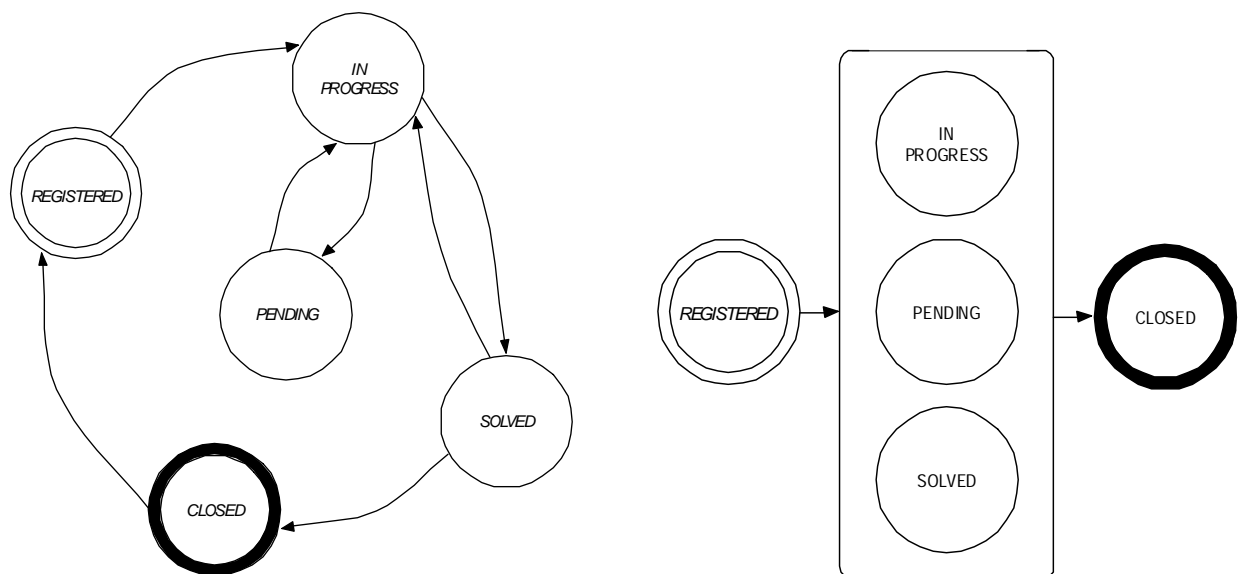 IN
PROGRESS
REGISTERED
PENDING
SOLVED
CLOSED
IN
PROGRESS
REGISTERED
PENDING
CLOSED
SOLVED